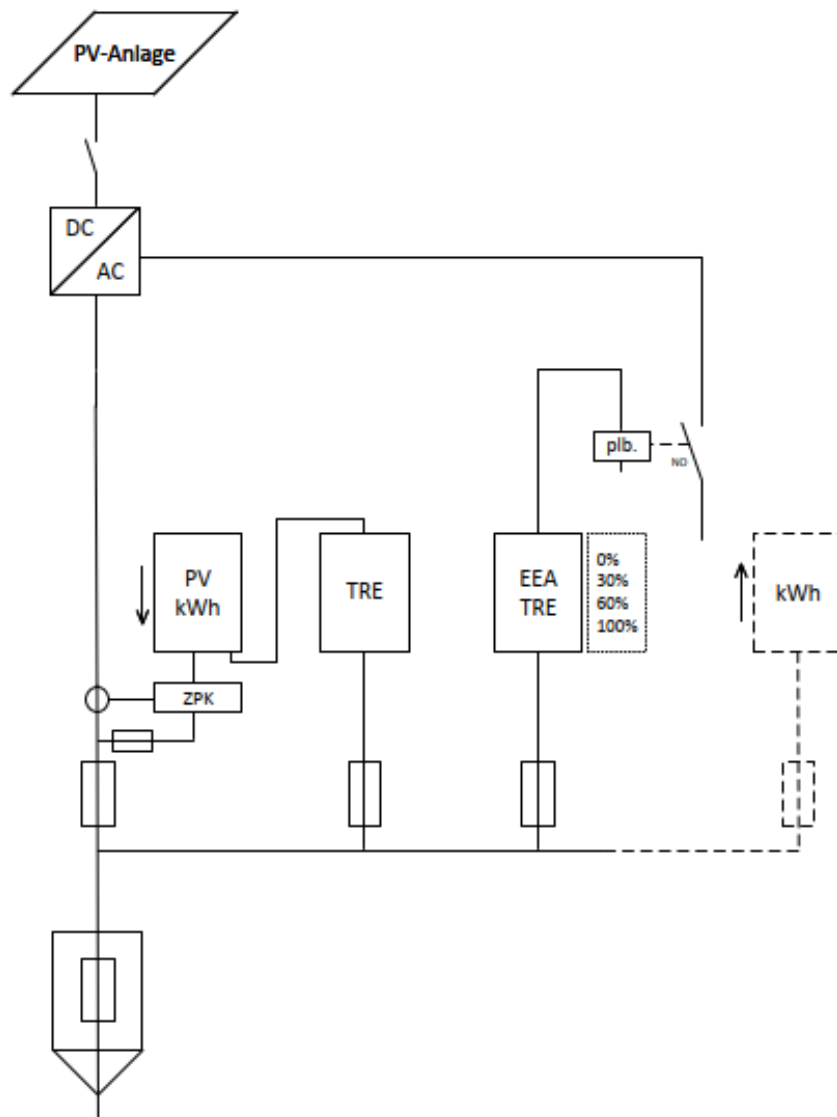 PV-Anlage
DC
AC
plb.
NO
PV
kWh
TRE
EEA
TRE
0%
30%
60%
100%
kWh
ZPK